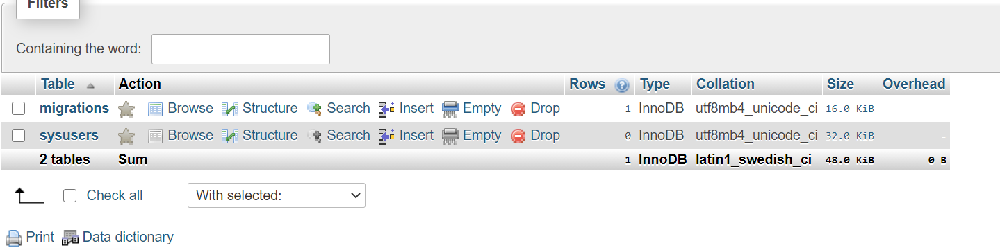 Filters
Containing the word:
Table Action Rows Type Collation Size Overhead
migrations Browse Structure Search Insert Empty Drop 1 InnoDB utf8mb4_unicode_ci 16.0 KiB -
sysusers Browse Structure Search Insert Empty Drop 0 InnoDB utf8mb4_unicode_ci 32.0 KiB -
2 tables Sum 1 InnoDB latin1_swedish_ci 48.0 KiB 0 B
Check all With selected:
Print Data dictionary